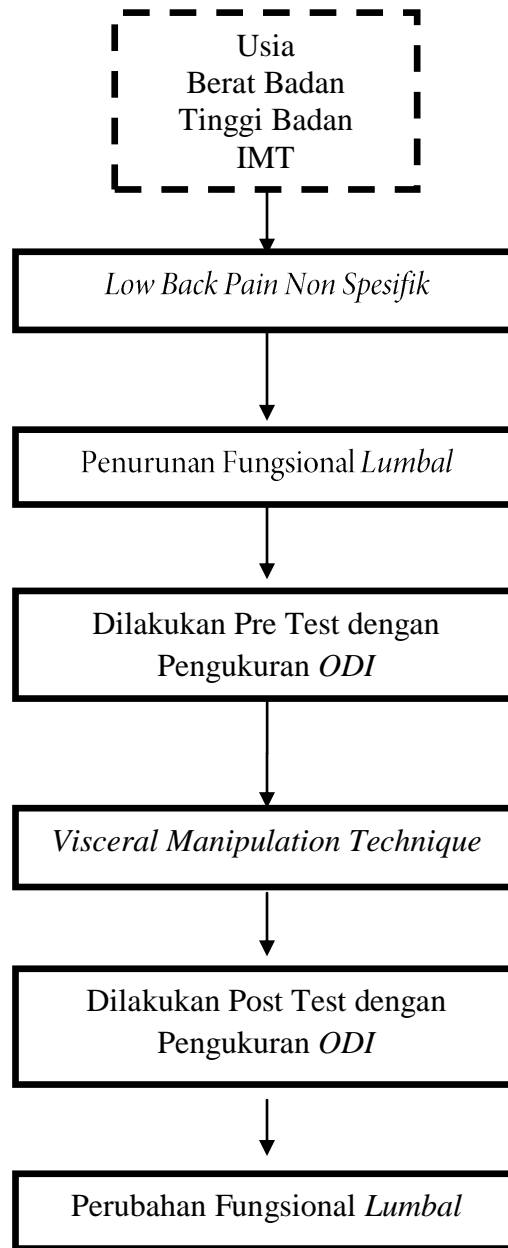 Usia
Berat Badan
Tinggi Badan
IMT
Low Back Pain Non Spesifik
Penurunan Fungsional Lumbal
Dilakukan Pre Test dengan
Pengukuran ODI
Visceral Manipulation Technique
Dilakukan Post Test dengan
Pengukuran ODI
Perubahan Fungsional Lumbal